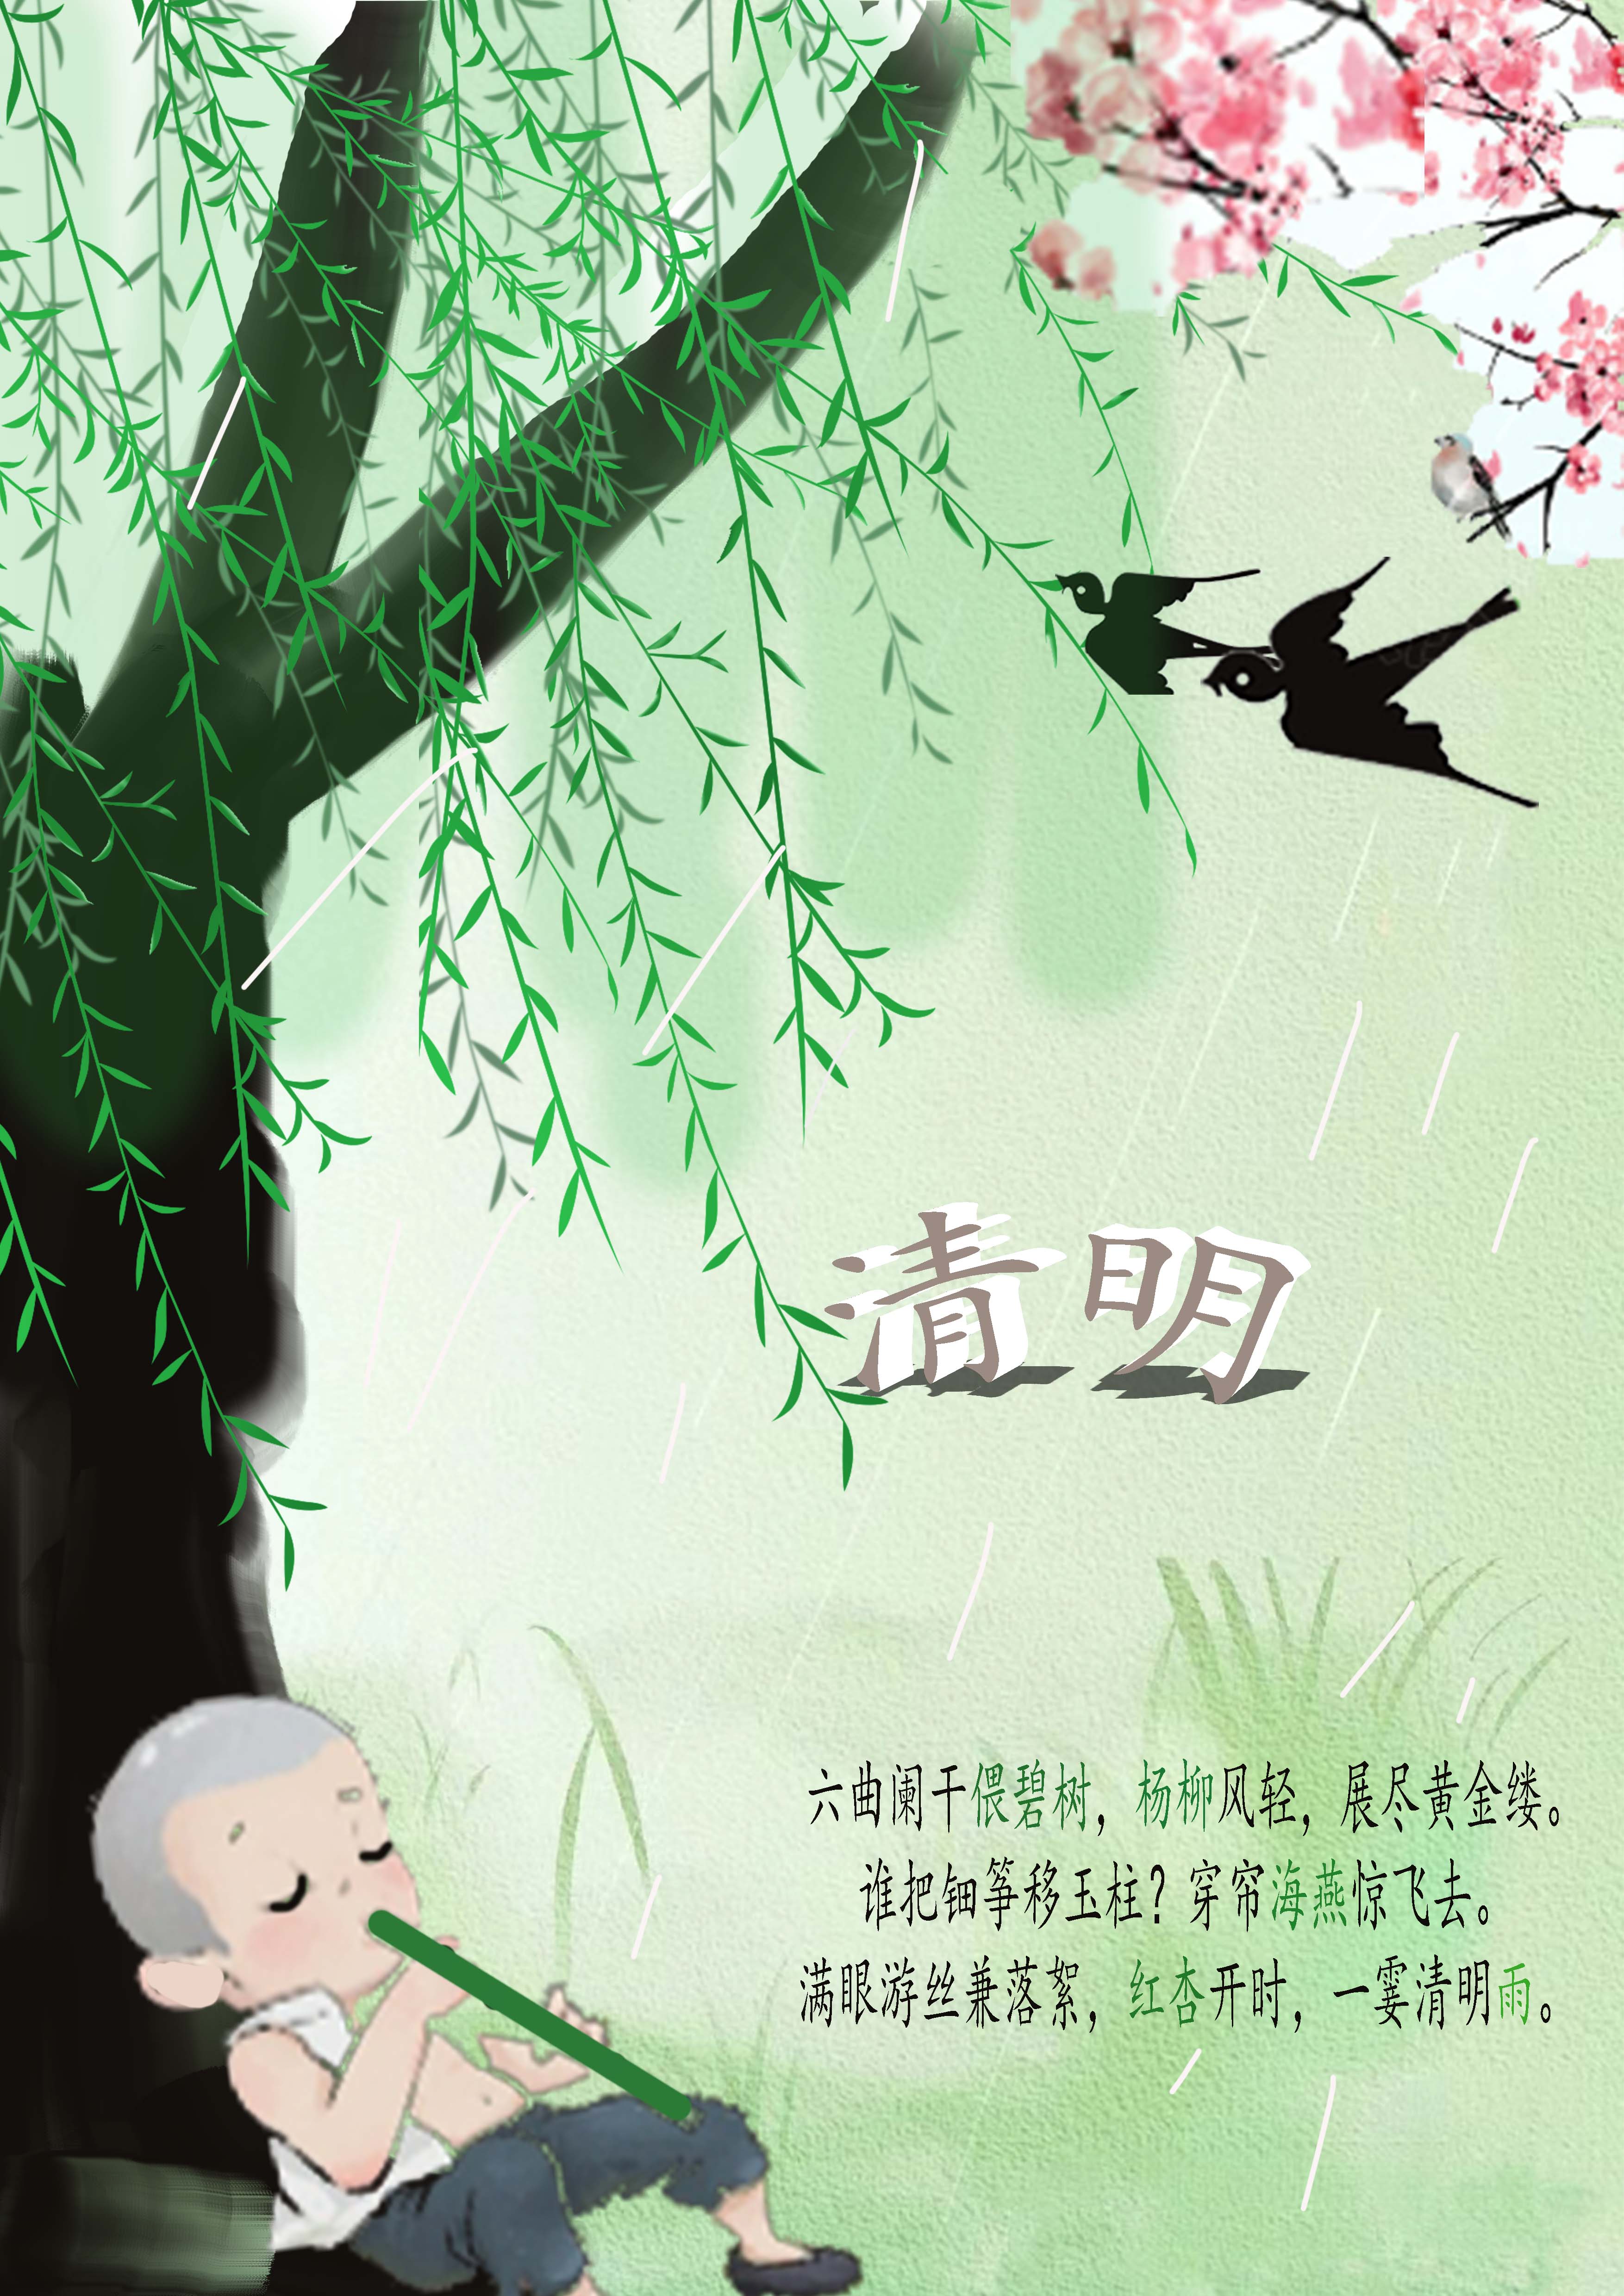 清明
六曲阑干偎碧树，杨柳风轻，展尽黄金缕。
谁把钿筝移玉柱？穿帘海燕惊飞去。
满眼游丝兼落絮，红杏开时，一霎清明雨。